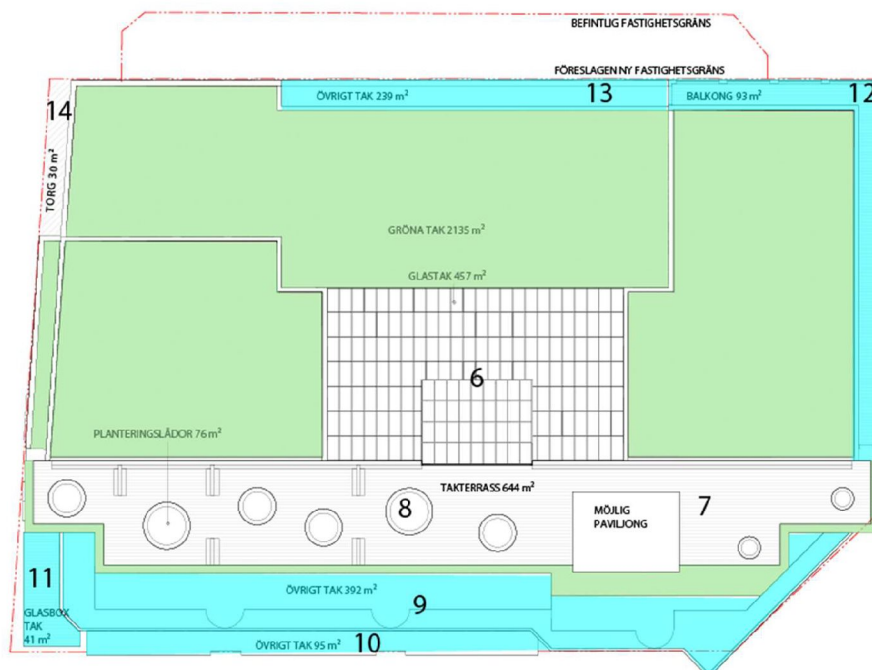 BEFINTLIG FASTIGHETSGRÄNS
FÖRESLAGEN NY FASTIGHETSGRÄNS
ÖVRIGT TAK 239 m²
13
BALKONG 93 m²
12
14
TORG 30 m²
GRÖNA TAK 2135 m²
GLASTAK 457 m²
6
PLANTERINGSLÅDOR 76 m²
TAKTERRASS 644 m²
8
MÖJLIG
PAVILJONG
7
11
GLASBOX
TAK
41 m²
ÖVRIGT TAK 392 m²
9
ÖVRIGT TAK 95 m²
10